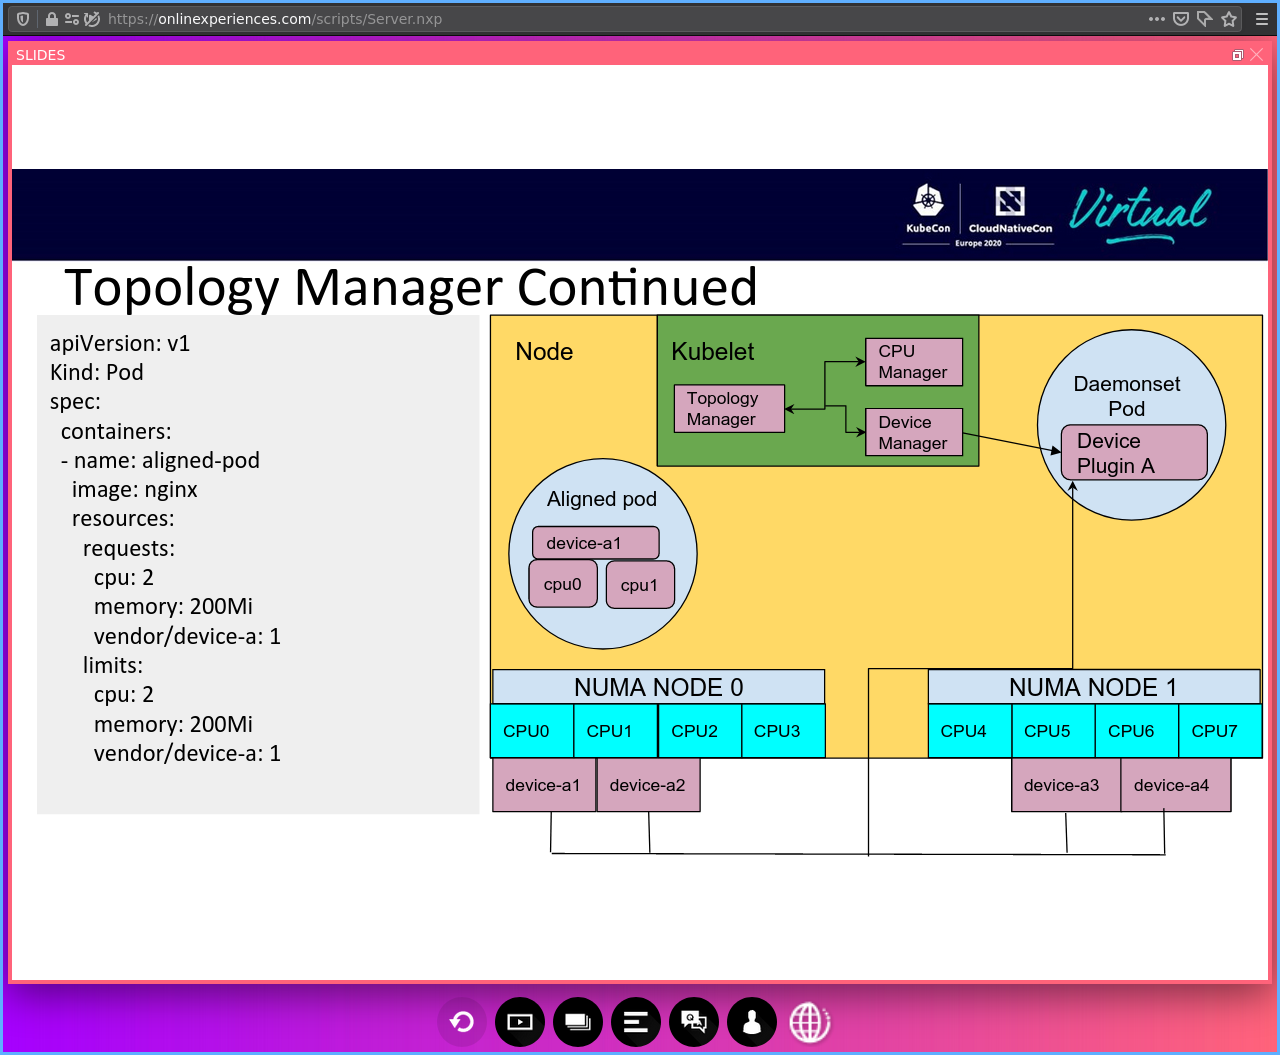 https://onlinexperiences.com/scripts/Server.nxp
SLIDES
KubeCon
CloudNativeCon
Europe 2020
Virtual
Topology Manager Continued
apiVersion: v1
Kind: Pod
spec:
containers:
- name: aligned-pod
image: nginx
resources:
requests:
cpu: 2
memory: 200Mi
vendor/device-a: 1
limits:
cpu: 2
memory: 200Mi
vendor/device-a: 1
Node
Kubelet
Topology
Manager
CPU
Manager
Device
Manager
Daemonset
Pod
Device
Plugin A
Aligned pod
device-a1
cpu0
cpu1
NUMA NODE 0
CPU0
CPU1
CPU2
CPU3
device-a1
device-a2
NUMA NODE 1
CPU4
CPU5
CPU6
CPU7
device-a3
device-a4